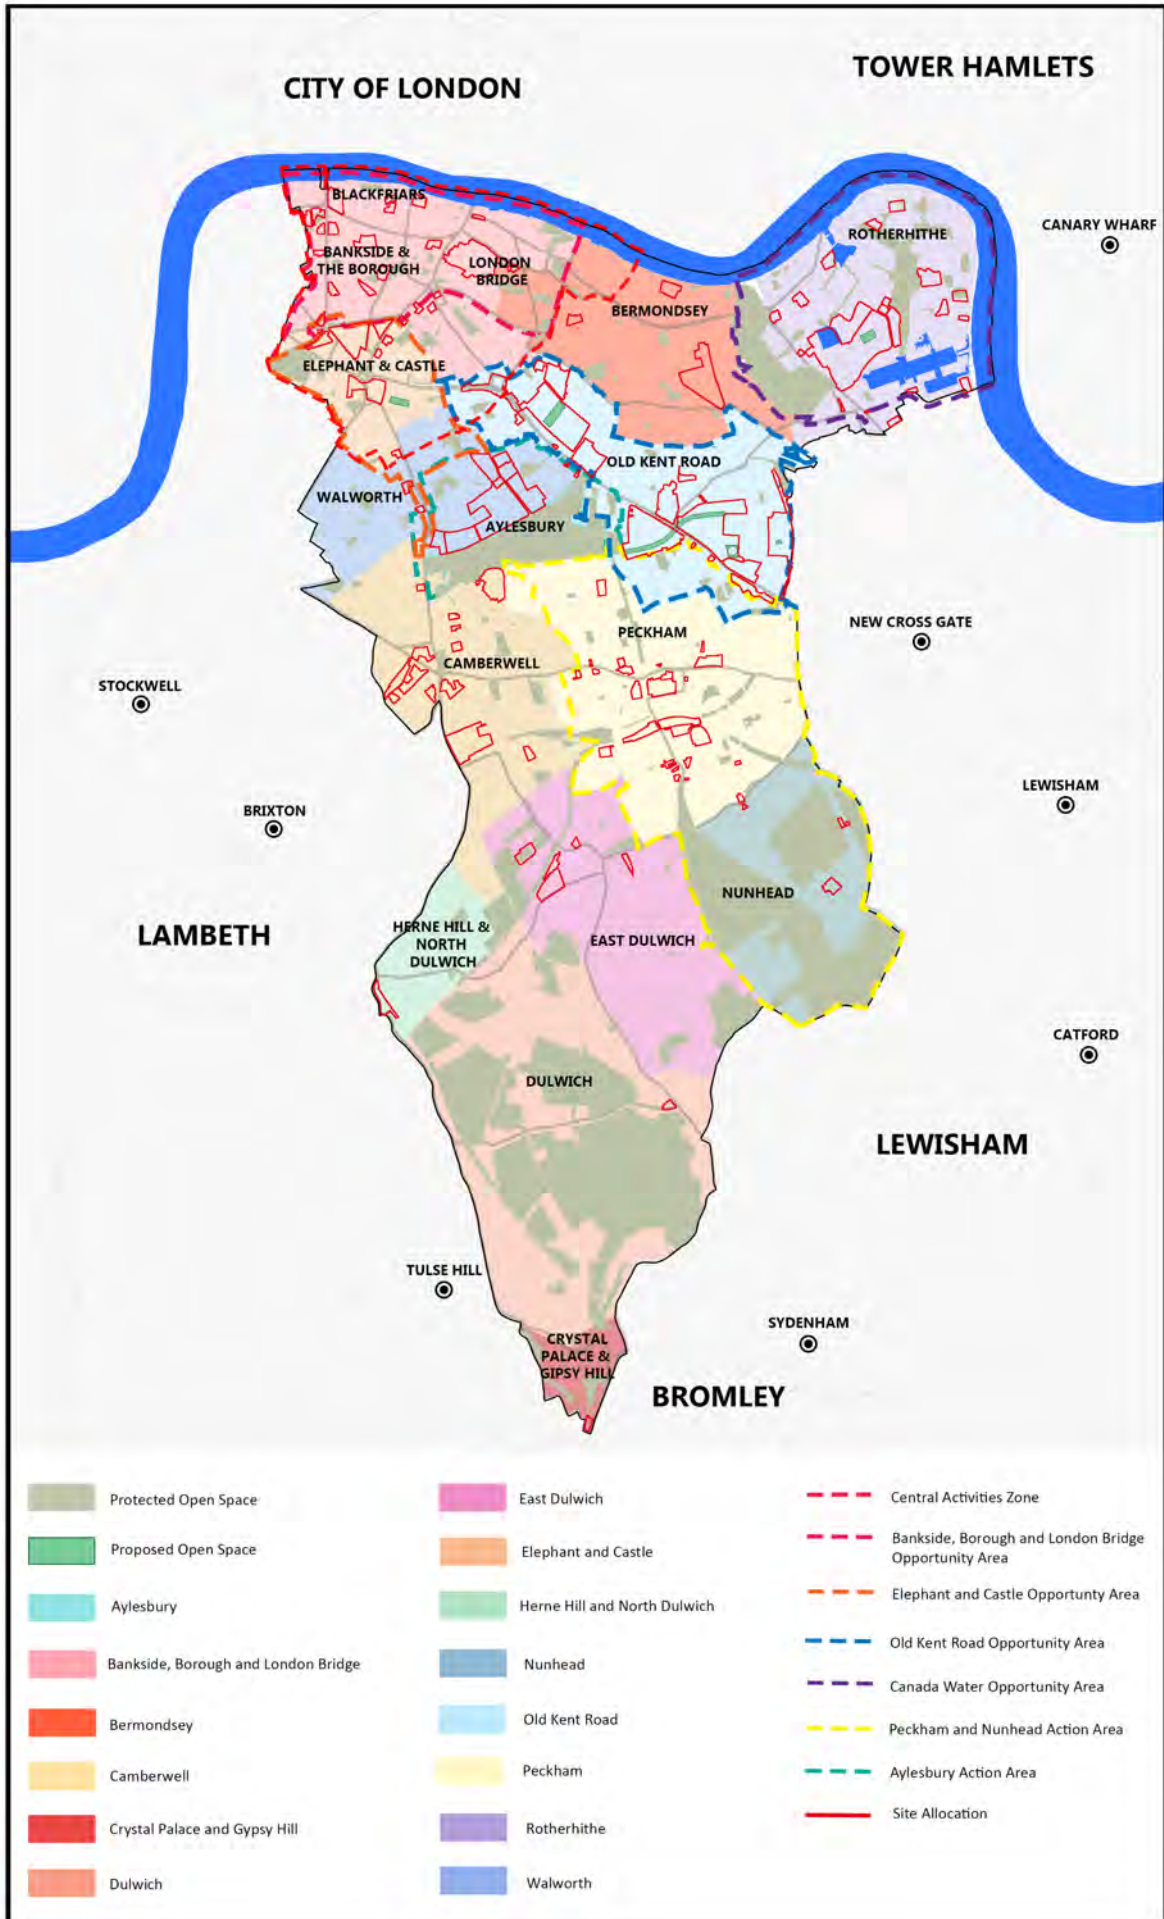 CITY OF LONDON
TOWER HAMLETS
BLACKFRIARS
BANKSIDE &
THE BOROUGH
LONDON
BRIDGE
ROTHERHITHE
CANARY WHARF
BERMONDSEY
ELEPHANT & CASTLE
OLD KENT ROAD
WALWORTH
AYLESBURY
NEW CROSS GATE
PECKHAM
CAMBERWELL
STOCKWELL
LEWISHAM
BRIXTON
NUNHEAD
LAMBETH
HERNE HILL &
NORTH
DULWICH
EAST DULWICH
CATFORD
DULWICH
LEWISHAM
TULSE HILL
SYDENHAM
CRYSTAL
PALACE &
GIPSY HILL
BROMLEY
Protected Open Space
Proposed Open Space
Aylesbury
Bankside, Borough and London Bridge
Bermondsey
Camberwell
Crystal Palace and Gypsy Hill
Dulwich
East Dulwich
Elephant and Castle
Herne Hill and North Dulwich
Nunhead
Old Kent Road
Peckham
Rotherhithe
Walworth
Central Activities Zone
Bankside, Borough and London Bridge
Opportunity Area
Elephant and Castle Opportunty Area
Old Kent Road Opportunity Area
Canada Water Opportunity Area
Peckham and Nunhead Action Area
Aylesbury Action Area
Site Allocation